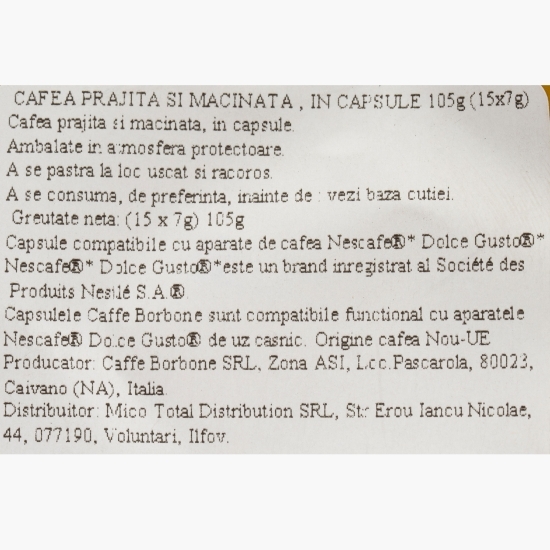 CAFEA PRAJITA SI MACINATA , IN CAPSULE 105g (15x7g)
Cafea prajita si macinata, in capsule.
Ambalate in atmosfera protectoare.
A se pastra la loc uscat si racoros.
A se consuma, de preferinta, inainte de : vezi baza cutiei.
Greutate neta: (15 x 7g) 105g
Capsule compatibile cu aparate de cafea Nescafe®* Dolce Gusto®*
Nescafe®* Dolce Gusto®*este un brand inregistrat al Société des
Produits Nestlé S.A.®.
Capsulele Caffe Borbone sunt compatibile functional cu aparatele
Nescafe® Dolce Gusto® de uz casnic. Origine cafea Nou-UE
Producator: Caffe Borbone SRL, Zona ASI, Loc.Pascarola, 80023,
Caivano (NA), Italia.
Distribuitor: Mico Total Distribution SRL, Str Erou Iancu Nicolae,
44, 077190, Voluntari, Ilfov.